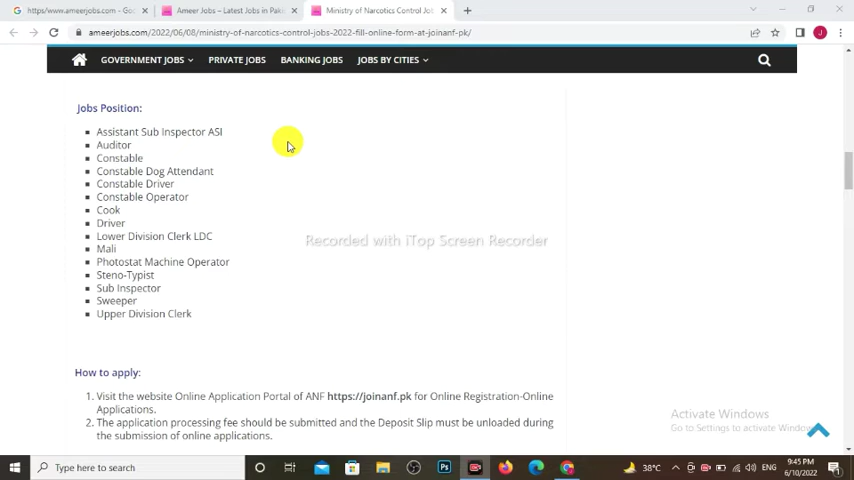 https/www.ameerjobs.com - Goo
Ameer Jobs – Latest Jobs in Paki
Ministry of Narcotics Control Job
ameerjobs.com/2022/06/08/ministry-of-narcotics-control-jobs-2022-fill-online-form-at-joinanf-pk/
J
GOVERNMENT JOBS
PRIVATE JOBS
BANKING JOBS
JOBS BY CITIES
Jobs Position:
Assistant Sub Inspector ASI
Auditor
Constable
Constable Dog Attendant
Constable Driver
Constable Operator
Cook
Driver
Lower Division Clerk LDC
Mali
Photostat Machine Operator
Steno-Typist
Sub Inspector
Sweeper
Upper Division Clerk
Recorded with iTop Screen Recorder
How to apply:
1. Visit the website Online Application Portal of ANF https://joinanf.pk for Online Registration-Online
Applications.
2. The application processing fee should be submitted and the Deposit Slip must be unloaded during
the submission of online applications.
Activate Windows
Go to Settings to activate Windows.
Type here to search
Ps
38°C
ENG
9:45 PM
6/10/2022